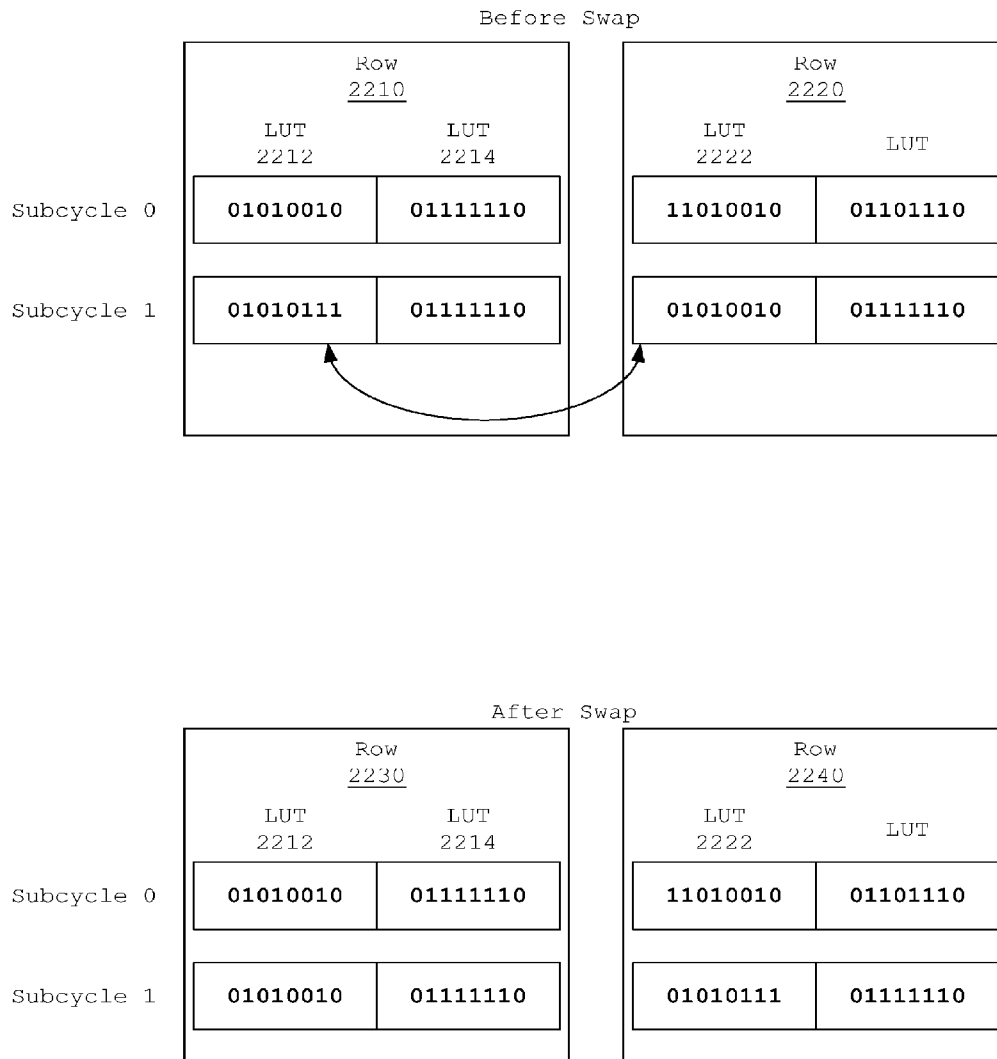 Before Swap
Row Row
2210 2220
LUT LUT LUT LUT
2212 2214 2222
Subcycle 0 01010010 01111110 11010010 01101110
Subcycle 1 01010111 01111110 01010010 01111110
After Swap
Row Row
2230 2240
LUT LUT LUT LUT
2212 2214 2222
Subcycle 0 01010010 01111110 11010010 01101110
Subcycle 1 01010010 01111110 01010111 01111110